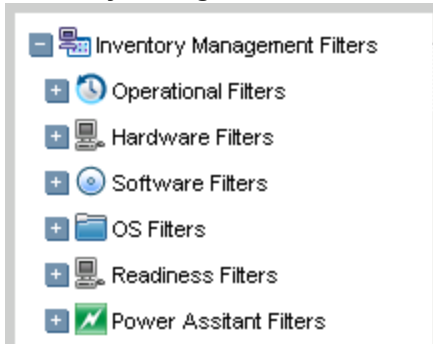 Inventory Management Filters
Operational Filters
Hardware Filters
Software Filters
OS Filters
Readiness Filters
Power Assitant Filters